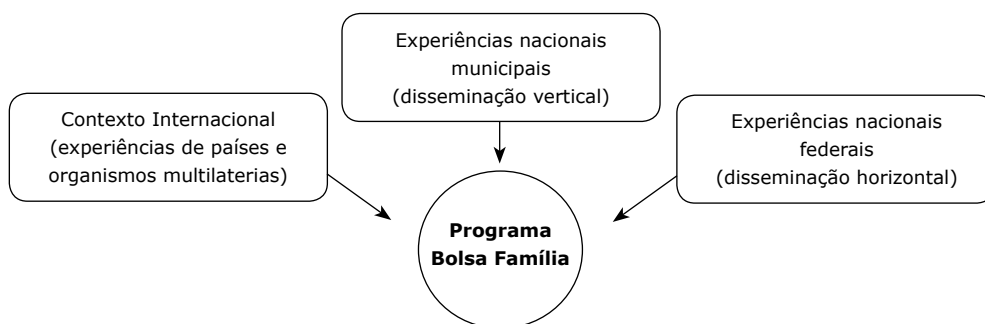 Experiências nacionais
municipais
(disseminação vertical)
Contexto Internacional
(experiências de países e
organismos multilaterias)
Experiências nacionais
federais
(disseminação horizontal)
Programa
Bolsa Família